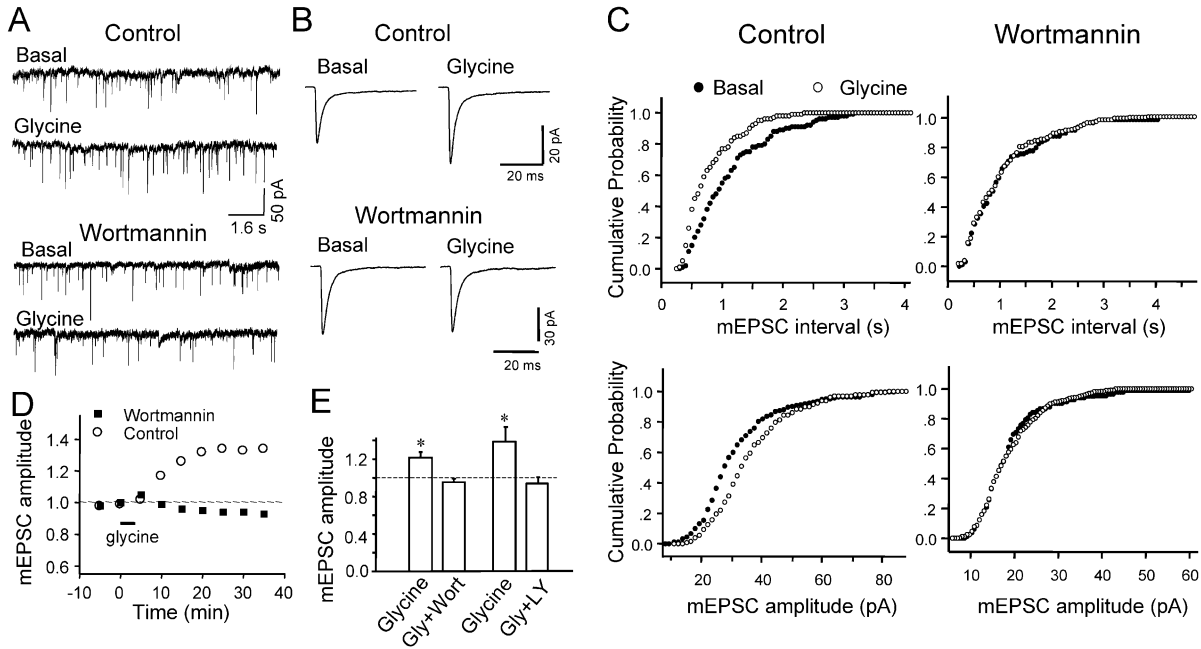 A
Control
Basal
Glycine
50 pA
1.6 s
Wortmannin
Basal
Glycine
B
Control
Basal Glycine
20 pA
20 ms
Wortmannin
Basal Glycine
30 pA
20 ms
C
Control Wortmannin
Basal Glycine
Cumulative Probability
1.0
.8
.6
.4
.2
0.0
0 1 2 3 4
mEPSC interval (s)
1.0
.8
.6
.4
.2
0.0
0 1 2 3 4
mEPSC interval (s)
Cumulative Probability
1.0
.8
.6
.4
.2
0.0
20 40 60 80
mEPSC amplitude (pA)
1.0
.8
.6
.4
.2
0.0
10 20 30 40 50 60
mEPSC amplitude (pA)
D
Wortmannin
Control
mEPSC amplitude
1.4
1.2
1.0
0.8
0.6
glycine
-10 0 10 20 30 40
Time (min)
E
mEPSC amplitude
1.2
0.8
0.4
0.0
* *
Glycine
Gly+Wort
Glycine
Gly+LY